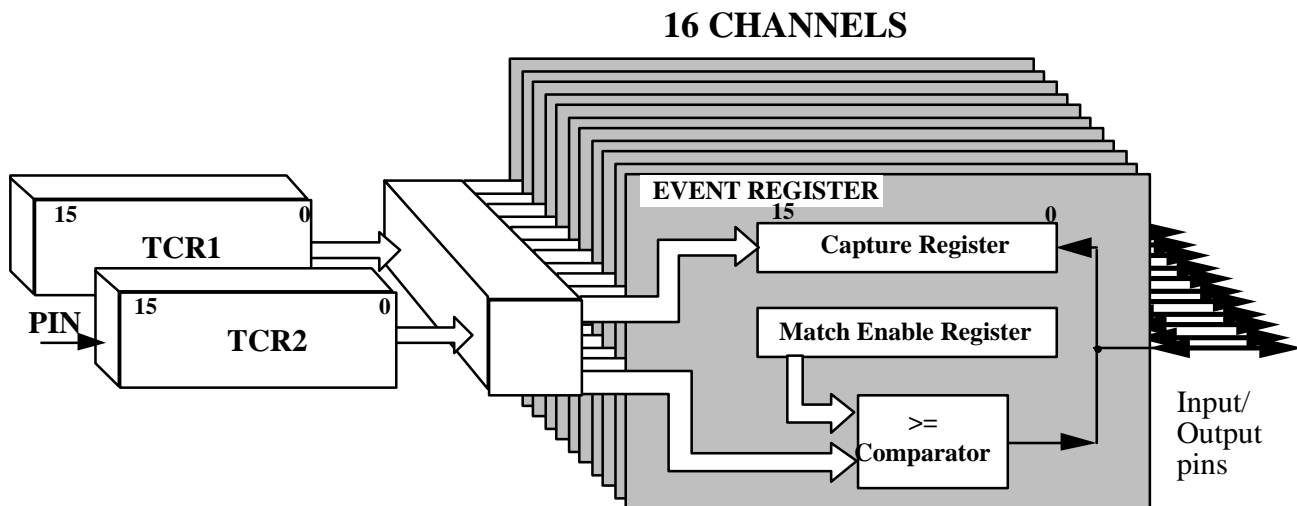 16 CHANNELS
EVENT REGISTER
15 0
Capture Register
15 0
TCR1
15 0
TCR2
PIN
Match Enable Register
>=
Comparator
Input/
Output
pins